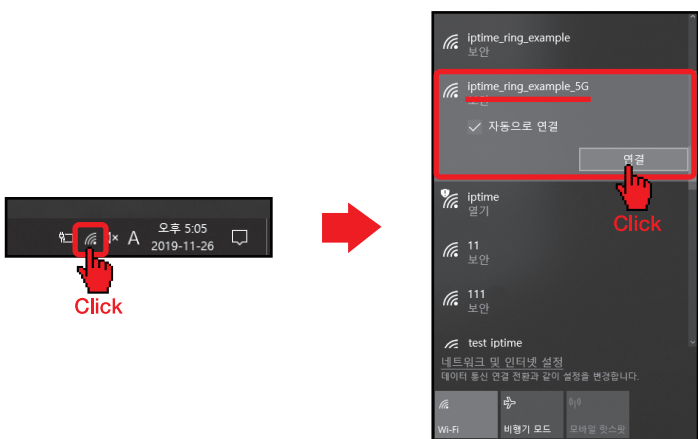 A
오후 5:05
2019-11-26
Click
iptime_ring_example
보안
iptime_ring_example_5G
보안
자동으로 연결
연결
Click
iptime
열기
11
보안
111
보안
test iptime
네트워크 및 인터넷 설정
데이터 통신 연결 전환과 같이 설정을 변경합니다.
Wi-Fi
비행기 모드
모바일 핫스팟